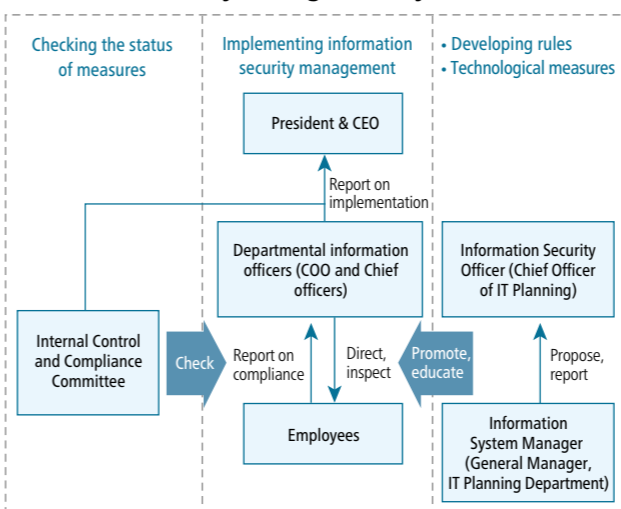 Checking the status
of measures
Implementing information
security management
• Developing rules
• Technological measures
President & CEO
Report on
implementation
Departmental information
officers (COO and Chief
officers)
Information Security
Officer (Chief Officer
of IT Planning)
Internal Control
and Compliance
Committee
Check
Report on
compliance
Direct,
inspect
Promote,
educate
Propose,
report
Employees
Information
System Manager
(General Manager,
IT Planning Department)